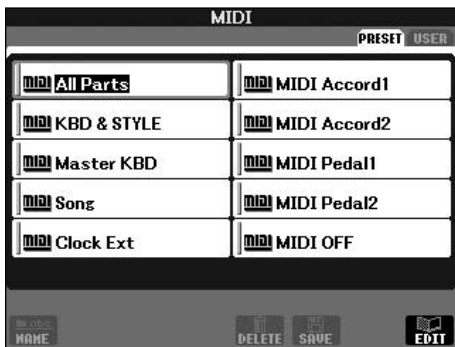 MIDI
PRESET USER
MIDI All Parts
MIDI MIDI Accord1
MIDI KBD & STYLE
MIDI MIDI Accord2
MIDI Master KBD
MIDI MIDI Pedal1
MIDI Song
MIDI MIDI Pedal2
MIDI Clock Ext
MIDI MIDI OFF
NAME DELETE SAVE EDIT